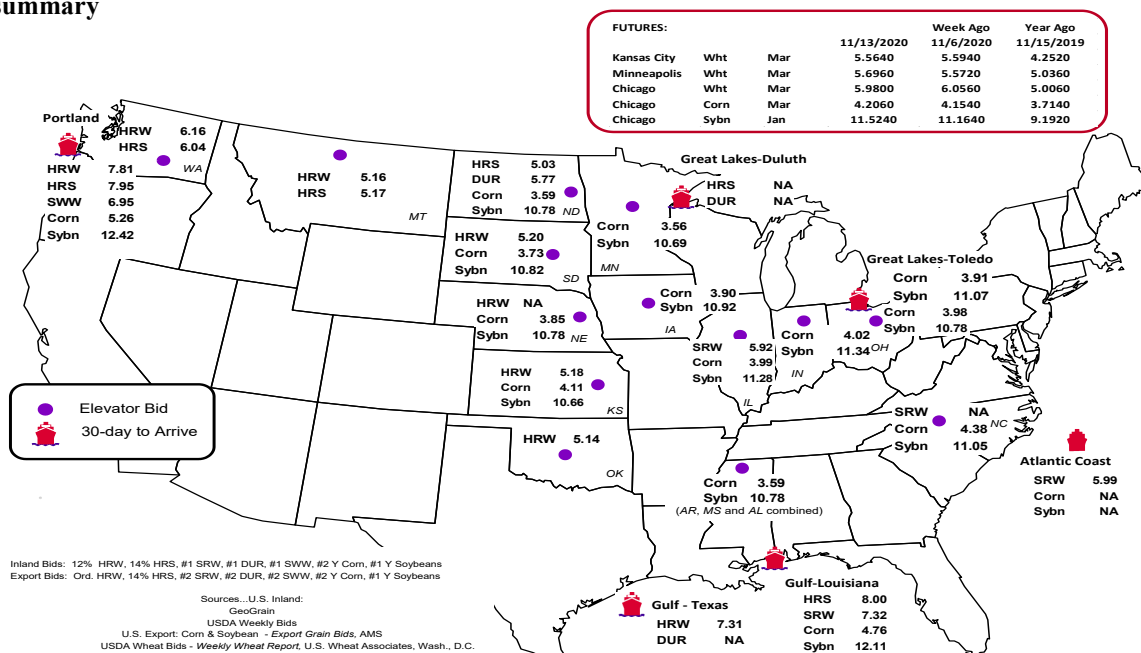 summary
FUTURES: Week Ago Year Ago
11/13/2020 11/6/2020 11/15/2019
Kansas City Wht Mar 5.5640 5.5940 4.2520
Minneapolis Wht Mar 5.6960 5.5720 5.0360
Chicago Wht Mar 5.9800 6.0560 5.0060
Chicago Corn Mar 4.2060 4.1540 3.7140
Chicago Sybn Jan 11.5240 11.1640 9.1920
Portland
HRW 6.16
HRS 6.04
WA
HRW 7.81
HRS 7.95
SWW 6.95
Corn 5.26
Sybn 12.42
HRW 5.16
HRS 5.17
MT
HRS 5.03
DUR 5.77
Corn 3.59
Sybn 10.78 ND
HRW 5.20
Corn 3.73
Sybn 10.82
SD
HRW NA
Corn 3.85
Sybn 10.78 NE
HRW 5.18
Corn 4.11
Sybn 10.66
KS
HRW 5.14
OK
Great Lakes-Duluth
HRS NA
DUR NA
Corn 3.56
Sybn 10.69
MN
Corn 3.90
Sybn 10.92
IA
SRW 5.92
Corn 3.99
Sybn 11.28
IL
Corn 4.02
Sybn 11.34
IN
Great Lakes-Toledo
Corn 3.91
Sybn 11.07
Corn 3.98
Sybn 10.78
OH
SRW NA
Corn 4.38 NC
Sybn 11.05
Corn 3.59
Sybn 10.78
(AR, MS and AL combined)
Atlantic Coast
SRW 5.99
Corn NA
Sybn NA
Gulf-Louisiana
HRS 8.00
SRW 7.32
Corn 4.76
Sybn 12.11
Gulf - Texas
HRW 7.31
DUR NA
Elevator Bid
30-day to Arrive
Inland Bids: 12% HRW, 14% HRS, #1 SRW, #1 DUR, #1 SWW, #2 Y Corn, #1 Y Soybeans
Export Bids: Ord. HRW, 14% HRS, #2 SRW, #2 DUR, #2 SWW, #2 Y Corn, #1 Y Soybeans
Sources...U.S. Inland:
GeoGrain
USDA Weekly Bids
U.S. Export: Corn & Soybean - Export Grain Bids, AMS
USDA Wheat Bids - Weekly Wheat Report, U.S. Wheat Associates, Wash., D.C.